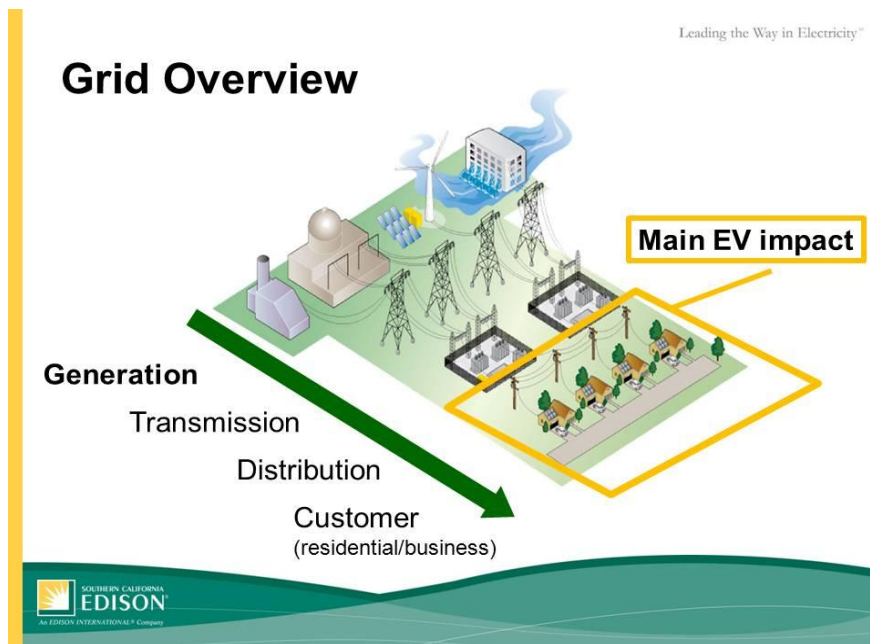 Leading the Way in Electricity℠
Grid Overview
Main EV impact
Generation
Transmission
Distribution
Customer
(residential/business)
SOUTHERN CALIFORNIA
EDISON®
An EDISON INTERNATIONAL® Company